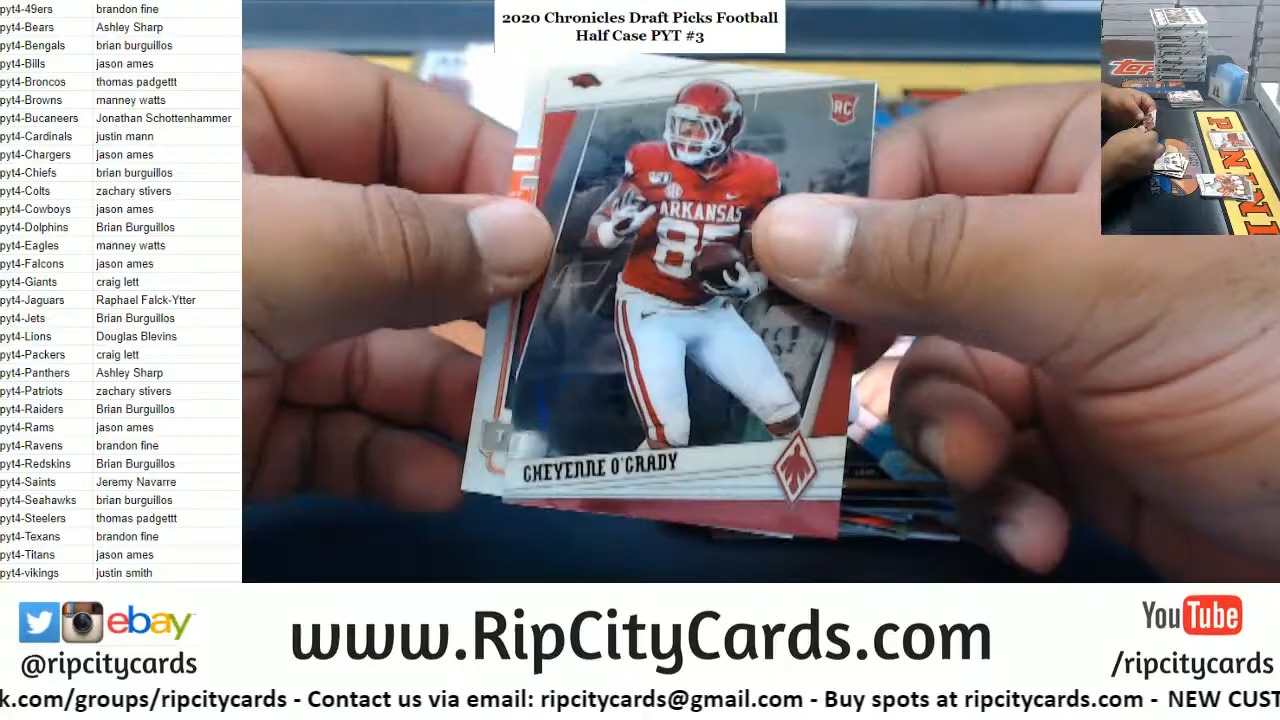 pyt4-49ers brandon fine
pyt4-Bears Ashley Sharp
pyt4-Bengals brian burguillos
pyt4-Bills jason ames
pyt4-Broncos thomas padgettt
pyt4-Browns manney watts
pyt4-Bucaneers Jonathan Schottenhammer
pyt4-Cardinals justin mann
pyt4-Chargers jason ames
pyt4-Chiefs brian burguillos
pyt4-Colts zachary stivers
pyt4-Cowboys jason ames
pyt4-Dolphins Brian Burguillos
pyt4-Eagles manney watts
pyt4-Falcons jason ames
pyt4-Giants craig lett
pyt4-Jaguars Raphael Falck-Ytter
pyt4-Jets Brian Burguillos
pyt4-Lions Douglas Blevins
pyt4-Packers craig lett
pyt4-Panthers Ashley Sharp
pyt4-Patriots zachary stivers
pyt4-Raiders Brian Burguillos
pyt4-Rams jason ames
pyt4-Ravens brandon fine
pyt4-Redskins Brian Burguillos
pyt4-Saints Jeremy Navarre
pyt4-Seahawks brian burguillos
pyt4-Steelers thomas padgettt
pyt4-Texans brandon fine
pyt4-Titans jason ames
pyt4-vikings justin smith
2020 Chronicles Draft Picks Football
Half Case PYT #3
RC
ARKANSAS
85
CHEYENNE O'GRADY
Topps
PANINI
ebay
@ripcitycards
www.RipCityCards.com
YouTube
/ripcitycards
k.com/groups/ripcitycards - Contact us via email: ripcitycards@gmail.com - Buy spots at ripcitycards.com - NEW CUST